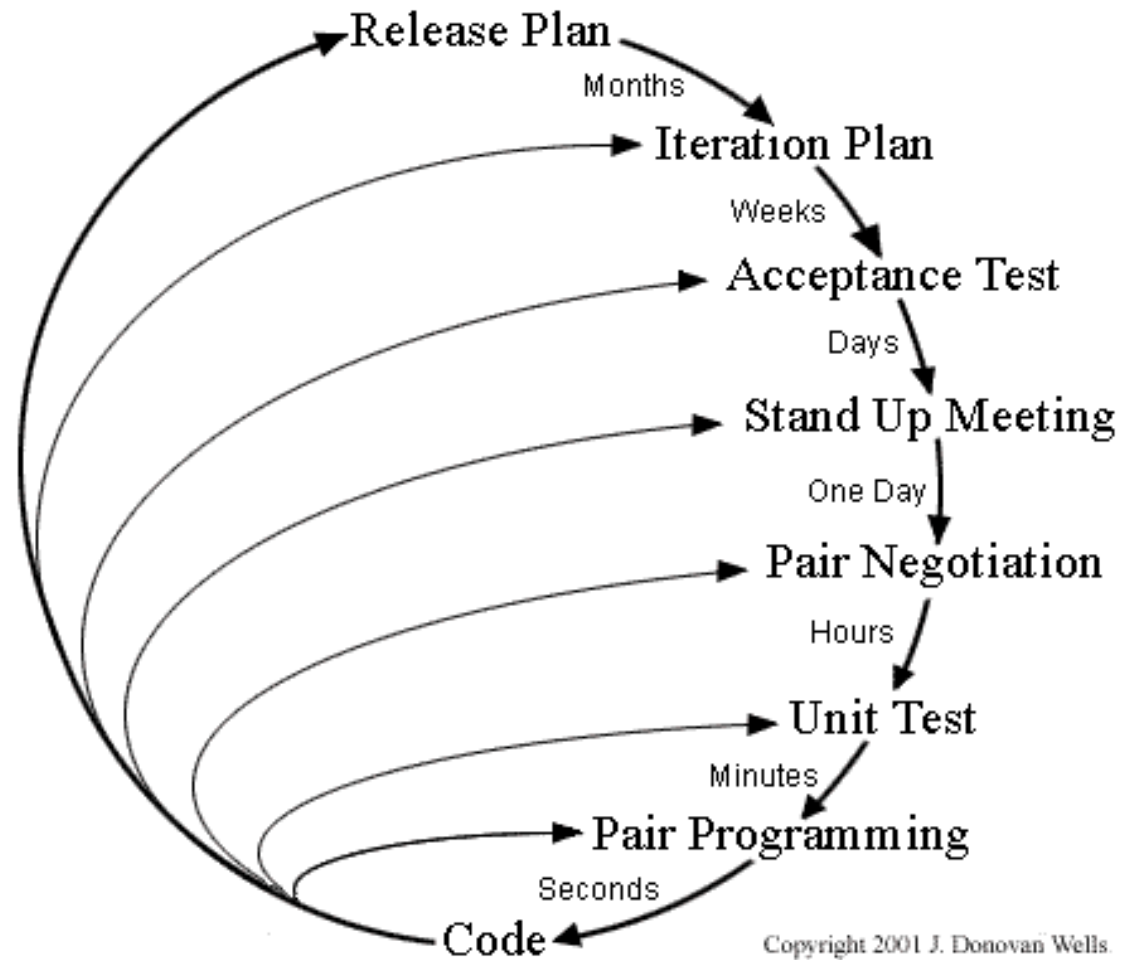 Release Plan
Months
Iteration Plan
Weeks
Acceptance Test
Days
Stand Up Meeting
One Day
Pair Negotiation
Hours
Unit Test
Minutes
Pair Programming
Seconds
Code
Copyright 2001 J. Donovan Wells